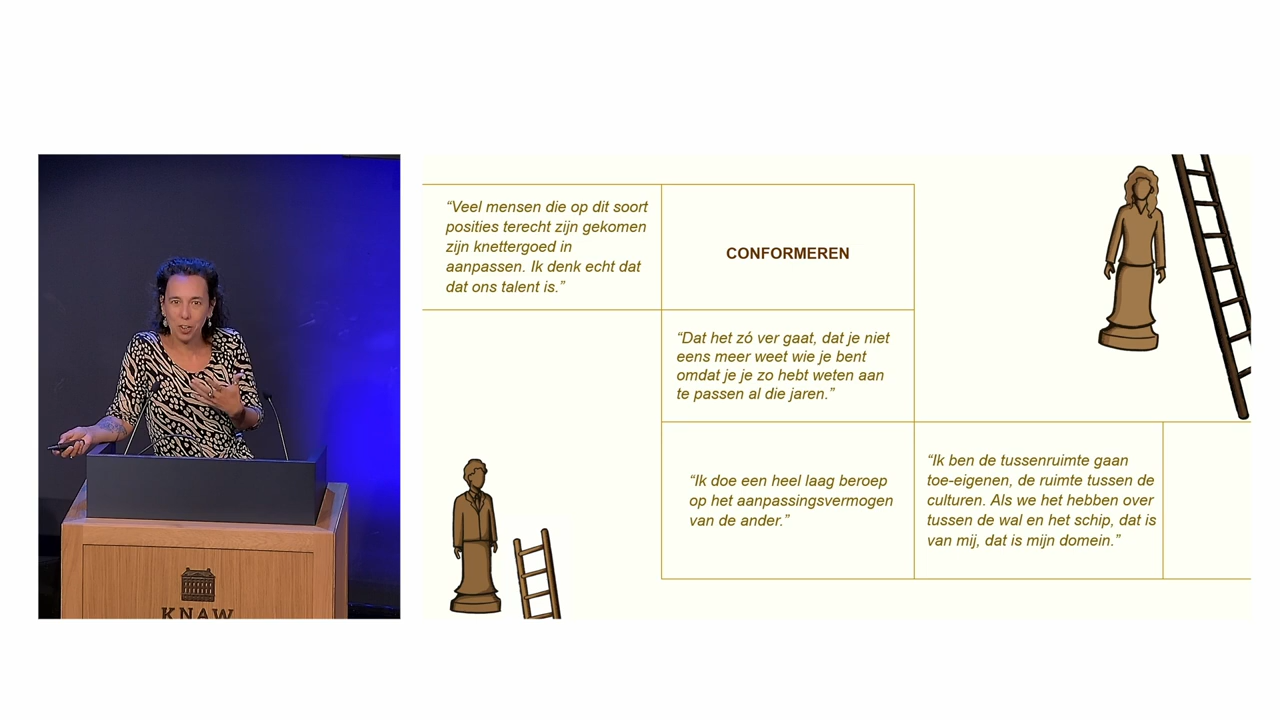 “Veel mensen die op dit soort
posities terecht zijn gekomen
zijn knettergoed in
aanpassen. Ik denk echt dat
dat ons talent is.”
CONFORMEREN
“Dat het zó ver gaat, dat je niet
eens meer weet wie je bent
omdat je je zo hebt weten aan
te passen al die jaren.”
“Ik doe een heel laag beroep
op het aanpassingsvermogen
van de ander.”
“Ik ben de tussenruimte gaan
toe-eigenen, de ruimte tussen de
culturen. Als we het hebben over
tussen de wal en het schip, dat is
van mij, dat is mijn domein.”
KNAW